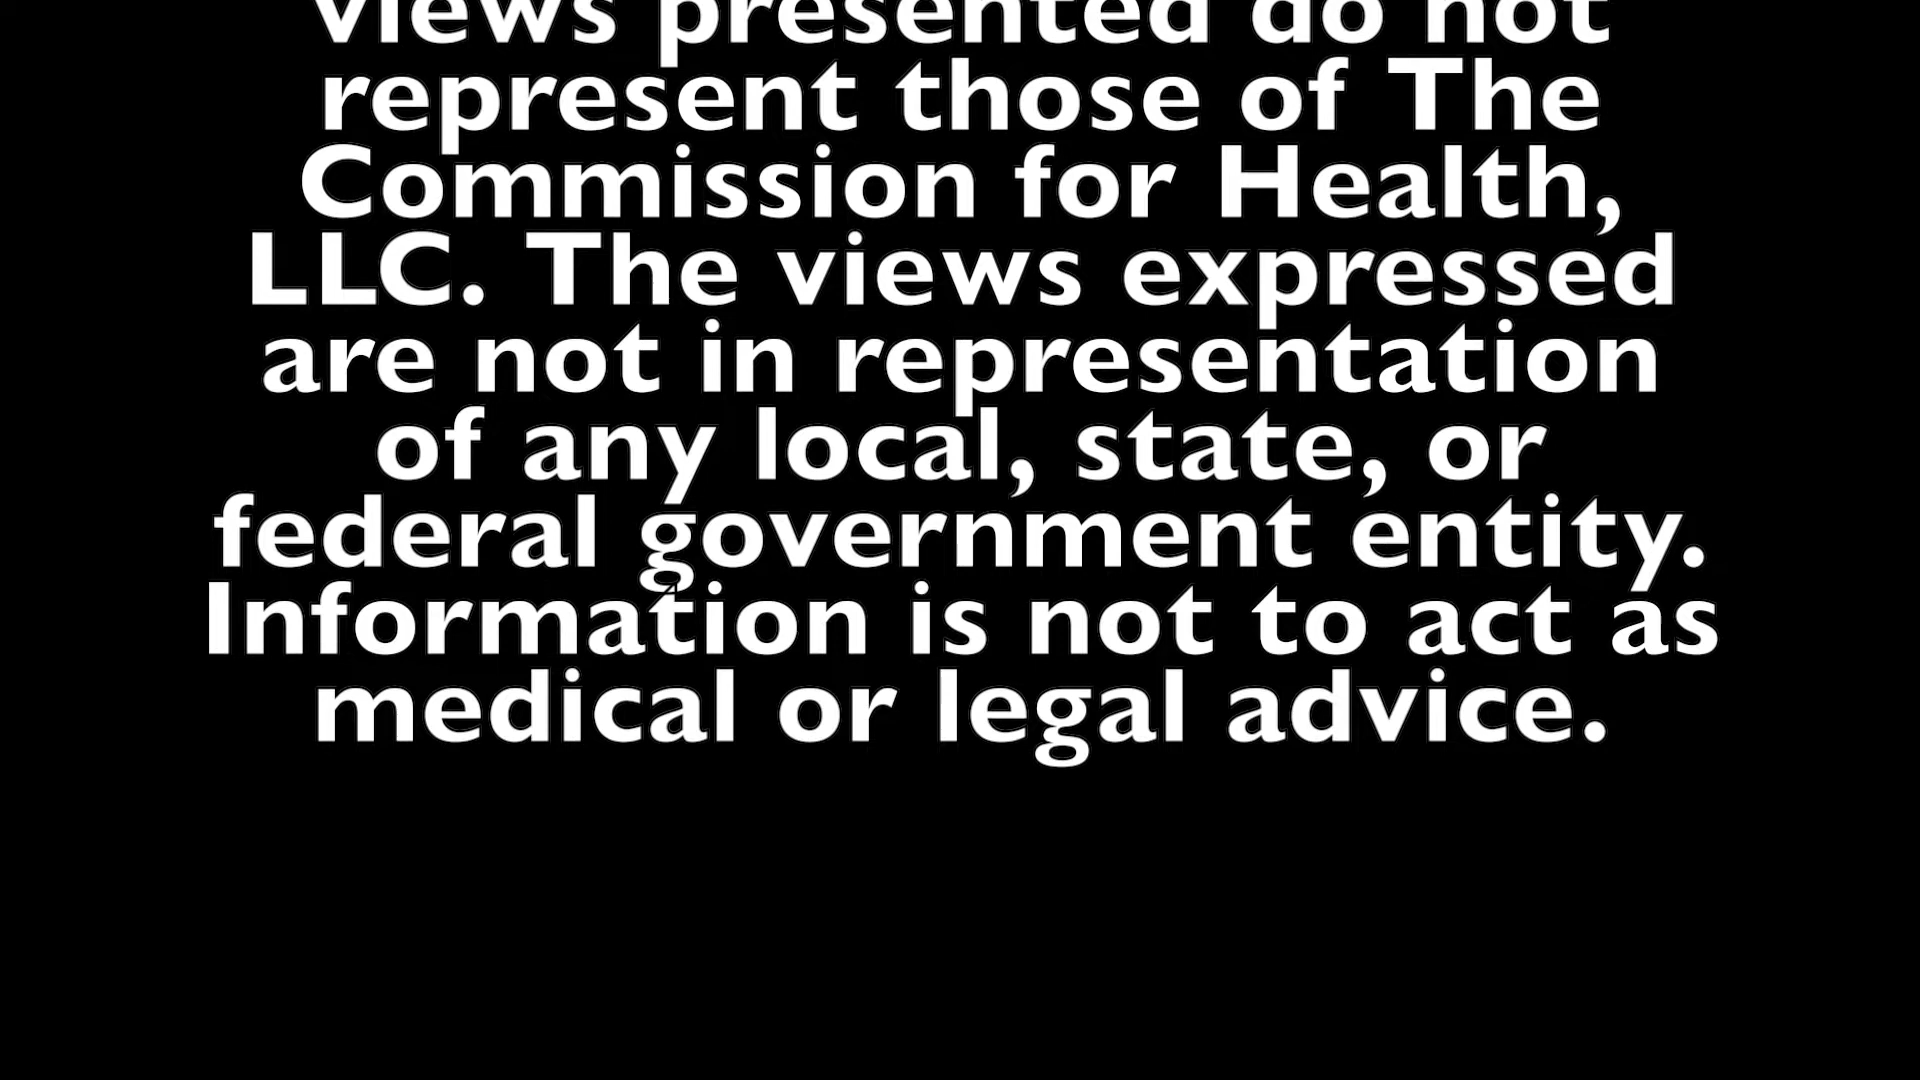 views presented do not
represent those of The
Commission for Health,
LLC. The views expressed
are not in representation
of any local, state, or
federal government entity.
Information is not to act as
medical or legal advice.